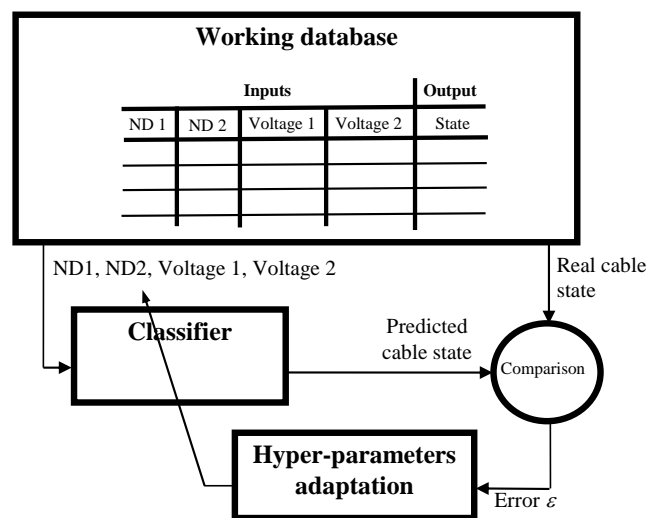 Working database
Inputs Output
ND 1 ND 2 Voltage 1 Voltage 2 State
ND1, ND2, Voltage 1, Voltage 2
Real cable
state
Classifier
Predicted
cable state
Comparison
Hyper-parameters
adaptation
Error ε